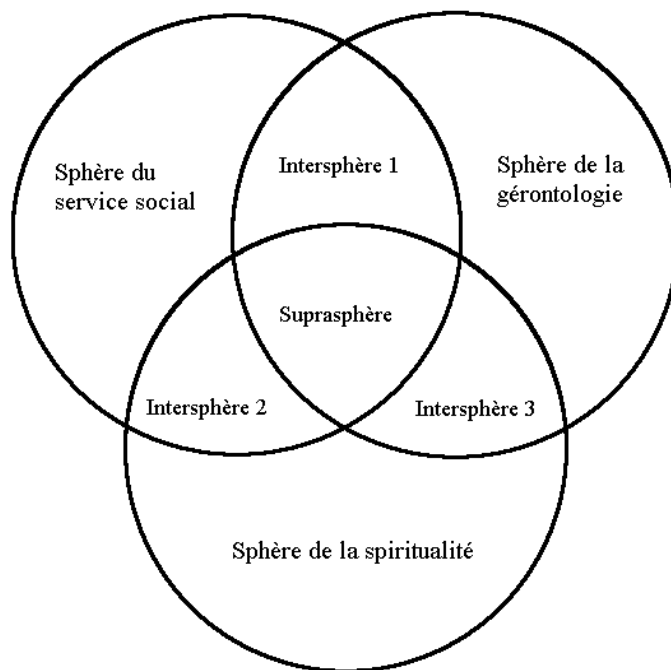 Sphère du
service social
Intersphère 1
Sphère de la
gérontologie
Suprasphère
Intersphère 2
Intersphère 3
Sphère de la spiritualité